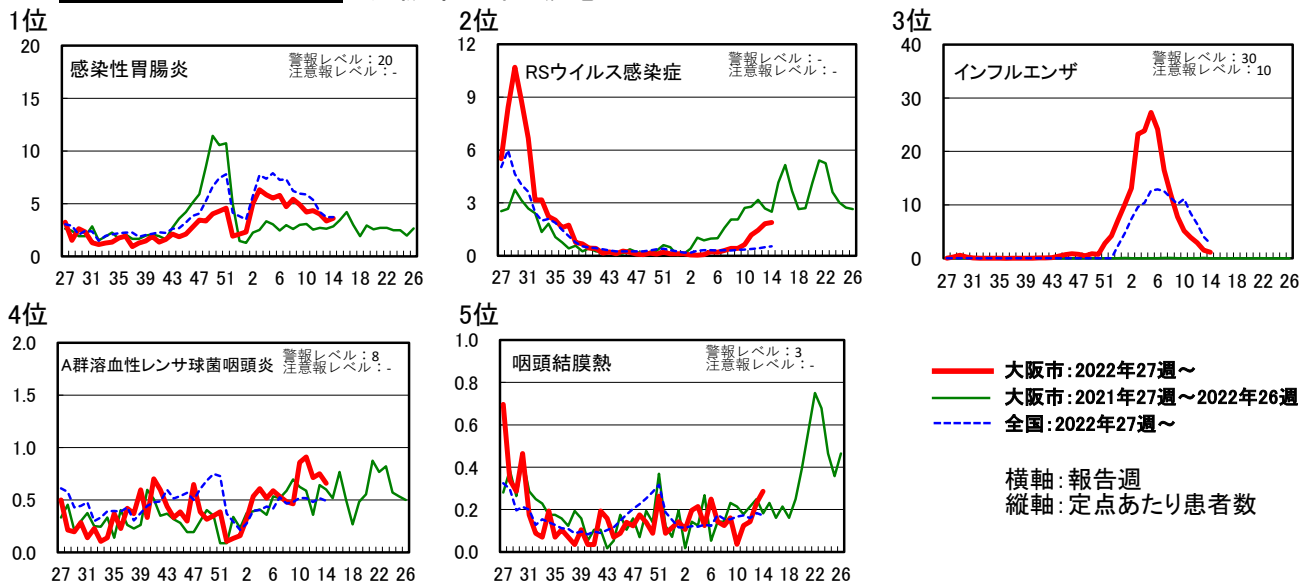 1位
20
15
10
5
0
感染性胃腸炎
警報レベル：20
注意報レベル：-
27 31 35 39 43 47 51 2 6 10 14 18 22 26
2位
12
9
6
3
0
RSウイルス感染症
警報レベル：-
注意報レベル：-
27 31 35 39 43 47 51 2 6 10 14 18 22 26
3位
40
30
20
10
0
インフルエンザ
警報レベル：30
注意報レベル：10
27 31 35 39 43 47 51 2 6 10 14 18 22 26
4位
2.0
1.5
1.0
0.5
0.0
A群溶血性レンサ球菌咽頭炎
警報レベル：8
注意報レベル：-
27 31 35 39 43 47 51 2 6 10 14 18 22 26
5位
1.0
0.8
0.6
0.4
0.2
0.0
咽頭結膜熱
警報レベル：3
注意報レベル：-
27 31 35 39 43 47 51 2 6 10 14 18 22 26
大阪市：2022年27週～
大阪市：2021年27週～2022年26週
全国：2022年27週～
横軸：報告週
縦軸：定点あたり患者数